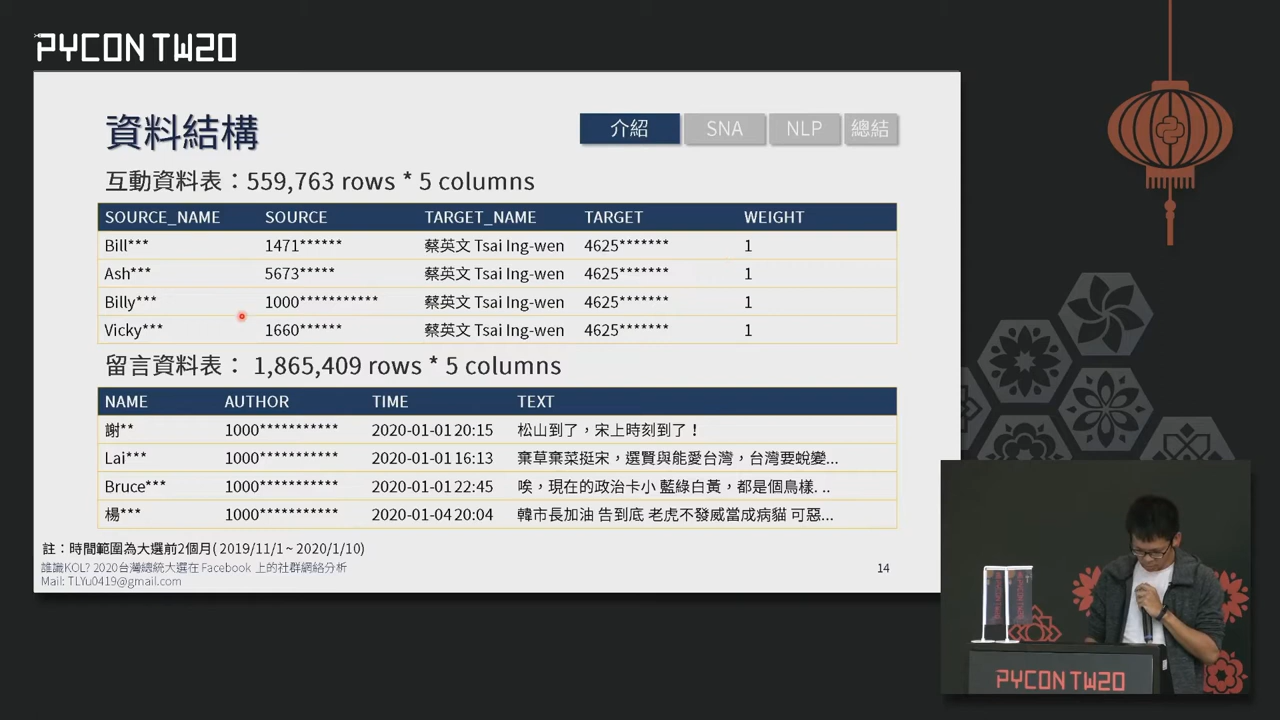 PYCON TW20
資料結構
介紹 SNA NLP 總結
互動資料表：559,763 rows * 5 columns
SOURCE_NAME SOURCE TARGET_NAME TARGET WEIGHT
Bill*** 1471****** 蔡英文 Tsai Ing-wen 4625******* 1
Ash*** 5673***** 蔡英文 Tsai Ing-wen 4625******* 1
Billy*** 1000*********** 蔡英文 Tsai Ing-wen 4625******* 1
Vicky*** 1660****** 蔡英文 Tsai Ing-wen 4625******* 1
留言資料表： 1,865,409 rows * 5 columns
NAME AUTHOR TIME TEXT
謝** 1000*********** 2020-01-01 20:15 松山到了，宋上時刻到了！
Lai*** 1000*********** 2020-01-01 16:13 棄草棄菜挺宋，選賢與能愛台灣，台灣要蛻變...
Bruce*** 1000*********** 2020-01-01 22:45 唉，現在的政治卡小 藍綠白黃，都是個鳥樣. ..
楊*** 1000*********** 2020-01-04 20:04 韓市長加油 告到底 老虎不發威當成病貓 可惡...
註：時間範圍為大選前2個月( 2019/11/1 ~ 2020/1/10)
誰識KOL? 2020台灣總統大選在 Facebook 上的社群網絡分析
Mail: TLYu0419@gmail.com
14
PYCON TW20